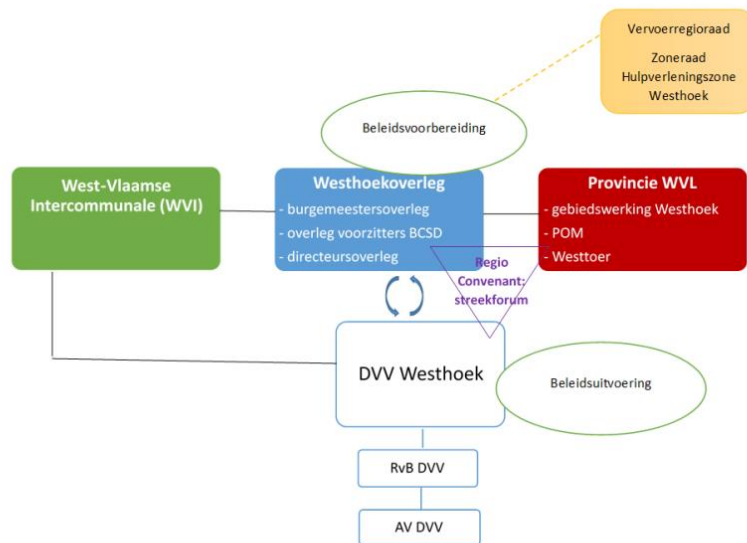 Vervoerregioraad
Zoneraad
Hulpverleningszone
Westhoek
Beleidsvoorbereiding
West-Vlaamse
Intercommunale (WVI)
Westhoekoverleg
- burgemeestersoverleg
- overleg voorzitters BCSD
- directeursoverleg
Provincie WVL
- gebiedswerking Westhoek
- POM
- Westtoer
Regio
Convenant:
streekforum
DVV Westhoek
Beleidsuitvoering
RvB DVV
AV DVV